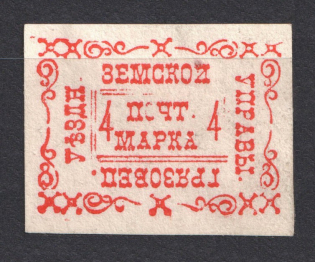 ЗЕМСКОЙ
УПРАВЫ.
ГРЯЗОВЕЦ.
УѢЗДН.
4 ПОЧТ. 4
МАРКА